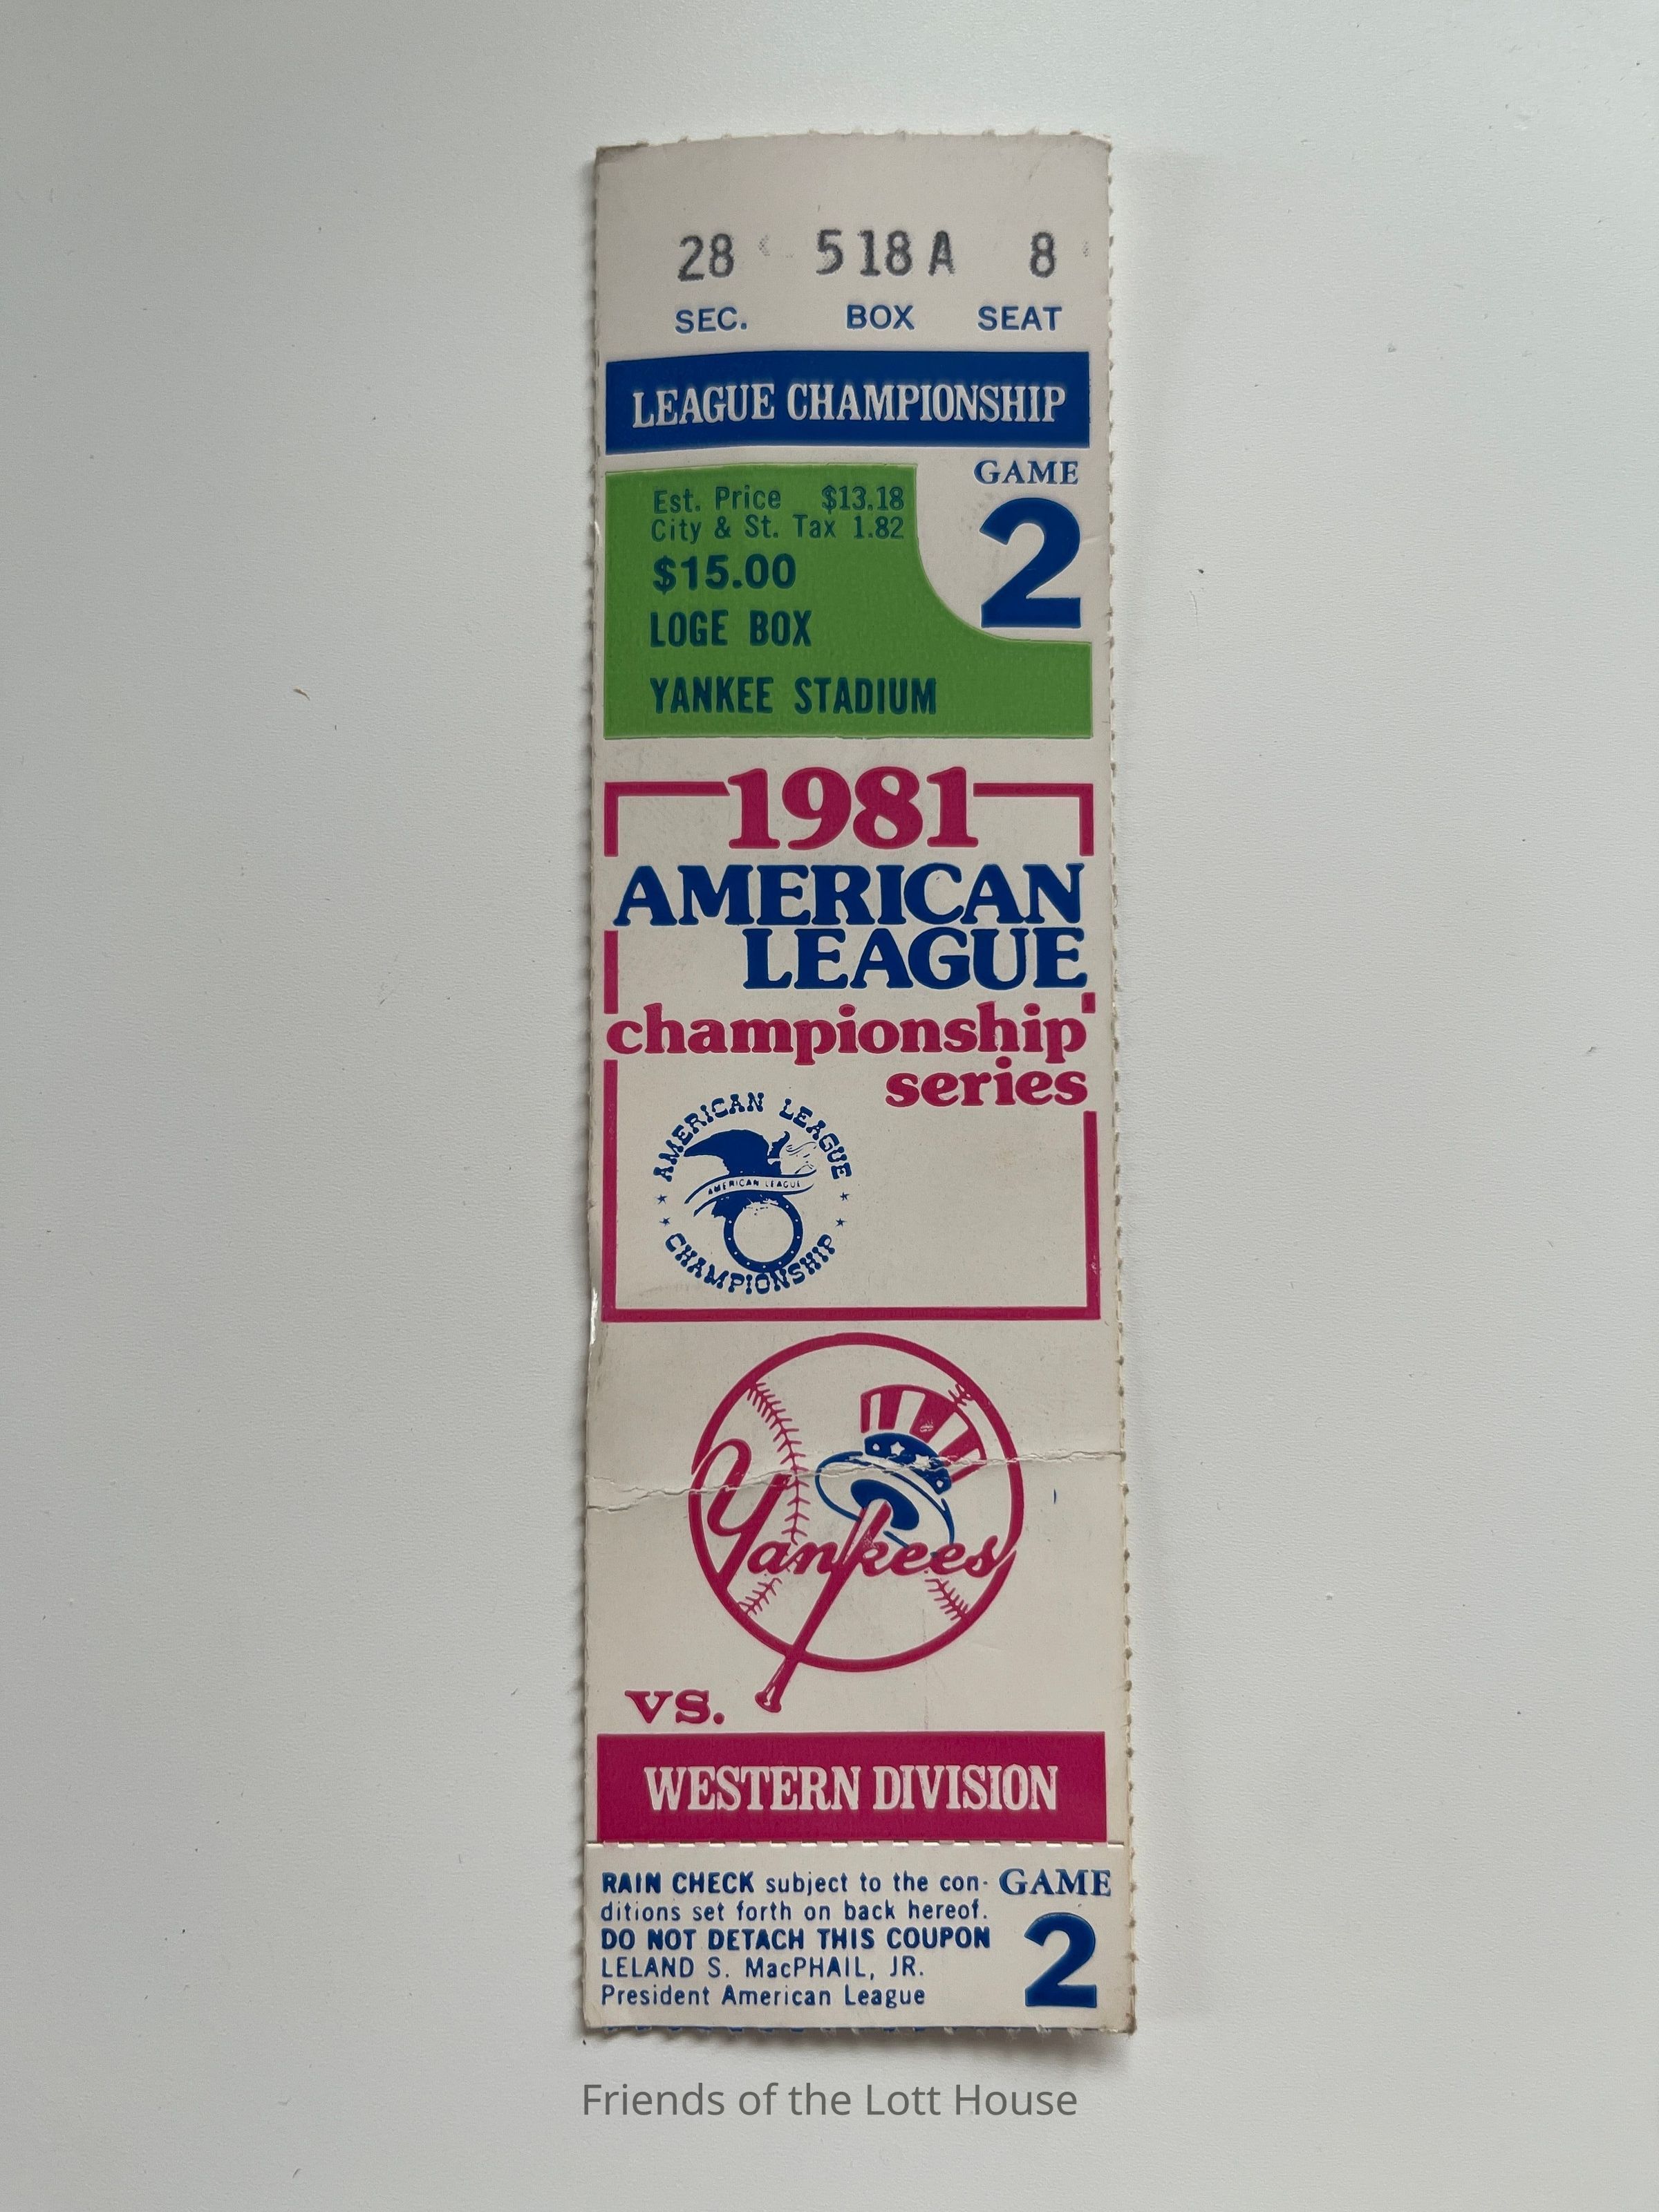 28 518 A 8
SEC. BOX SEAT
LEAGUE CHAMPIONSHIP
GAME
2
Est. Price $13.18
City & St. Tax 1.82
$15.00
LOGE BOX
YANKEE STADIUM
1981
AMERICAN
LEAGUE
championship
series
AMERICAN LEAGUE
AMERICAN LEAGUE
CHAMPIONSHIP
Yankees
vs.
WESTERN DIVISION
RAIN CHECK subject to the con-
ditions set forth on back hereof.
DO NOT DETACH THIS COUPON
LELAND S. MacPHAIL, JR.
President American League
GAME
2
Friends of the Lott House